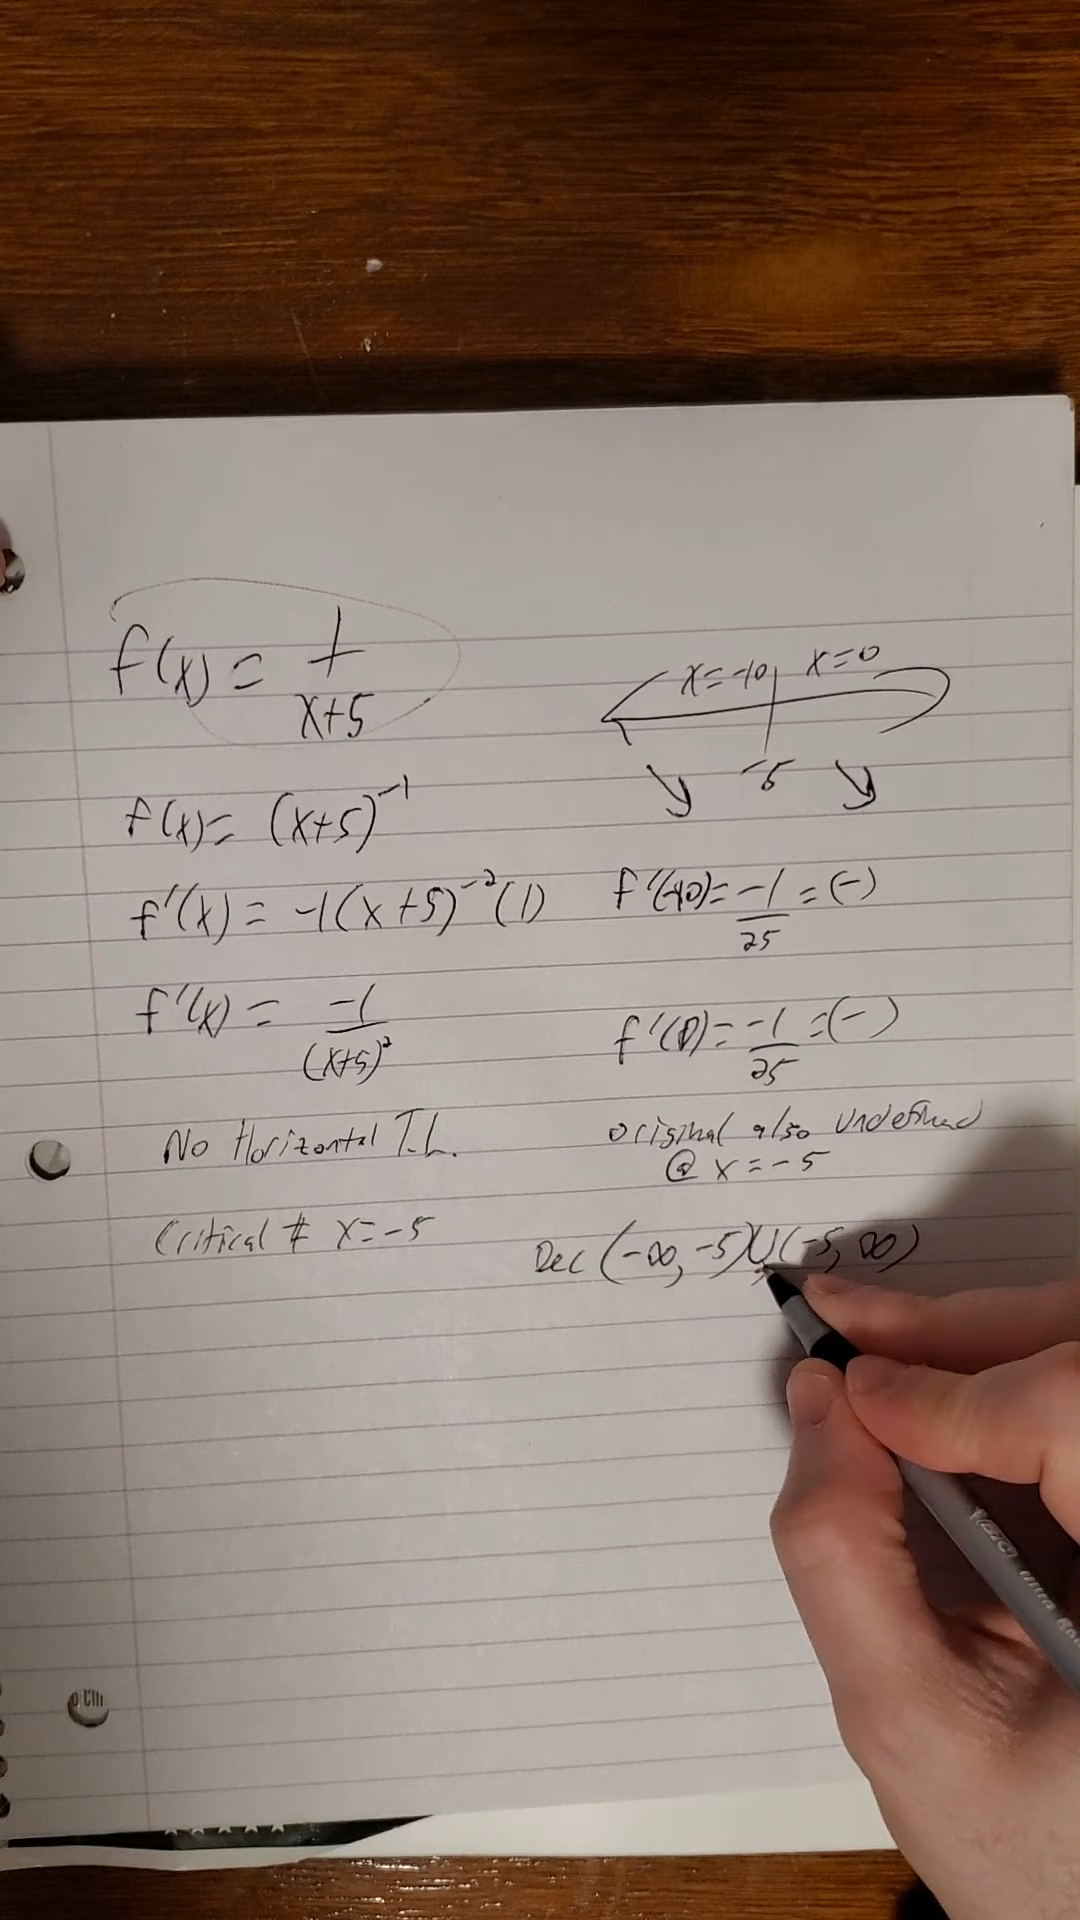 f(x) = 1/(x+5)
f(x) = (x+5)^-1
f'(x) = -1(x+5)^-2(1)
f'(x) = -1/(x+5)^2
No Horizontal T.L.
Critical # x=-5
x=-10 x=0
-5
f'(-10)= -1/25 = (-)
f'(0)= -1/25 = (-)
original also undefined
@ x=-5
Dec (-∞, -5)∪(-5, ∞)
BIC